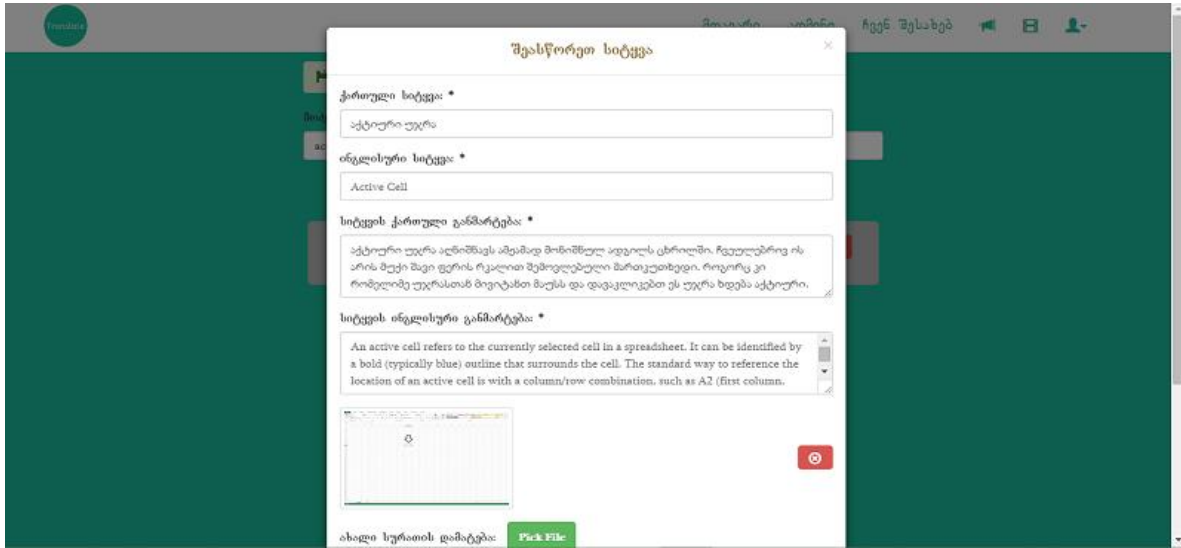 Translate
ჩვენ შესახებ
შეასწორეთ სიტყვა
×
ქართული სიტყვა: *
აქტიური უჯრა
ინგლისური სიტყვა: *
Active Cell
სიტყვის ქართული განმარტება: *
აქტიური უჯრა აღნიშნავს ამჟამად მონიშნულ ადგილს ცხრილში. ჩვეულებრივ ის
არის მუქი შავი ფერის რკალით შემოვლებული მართკუთხედი. როგორც კი
რომელიმე უჯრასთან მივიტანთ მაუსს და დავაკლიკებთ ეს უჯრა ხდება აქტიური.
სიტყვის ინგლისური განმარტება: *
An active cell refers to the currently selected cell in a spreadsheet. It can be identified by
a bold (typically blue) outline that surrounds the cell. The standard way to reference the
location of an active cell is with a column/row combination, such as A2 (first column,
ახალი სურათის დამატება:
Pick File